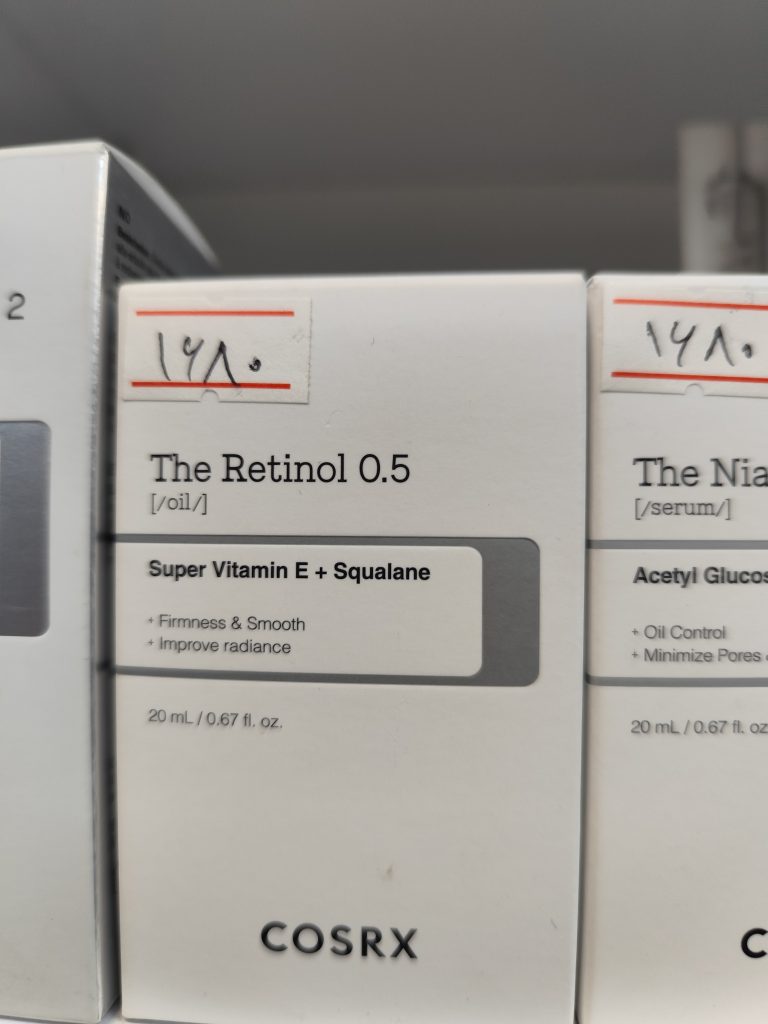 2
۱۶۸۰
The Retinol 0.5
[/oil/]
Super Vitamin E + Squalane
+ Firmness & Smooth
+ Improve radiance
20 mL / 0.67 fl. oz.
COSRX
۱۶۸۰
The Nia
[/serum/]
Acetyl Glucos
+ Oil Control
+ Minimize Pores
20 mL / 0.67 fl. oz
C